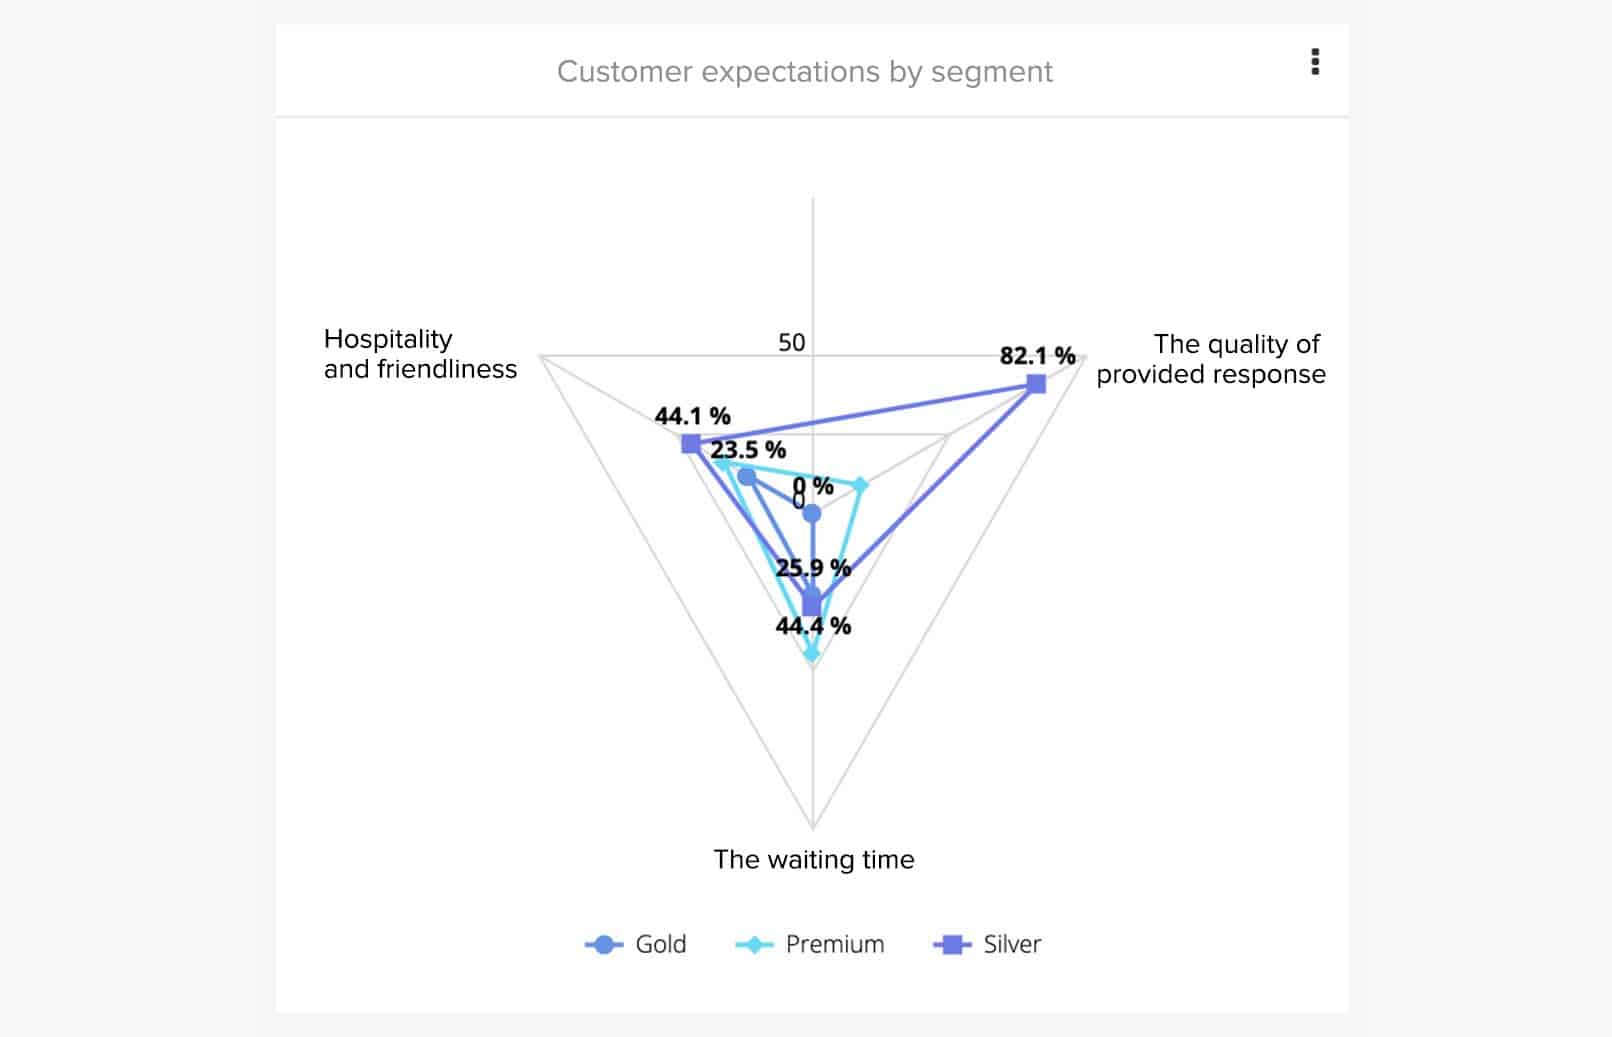 Customer expectations by segment
Hospitality
and friendliness
50
82.1 %
The quality of
provided response
44.1 %
23.5 %
0 %
0
25.9 %
44.4 %
The waiting time
Gold
Premium
Silver